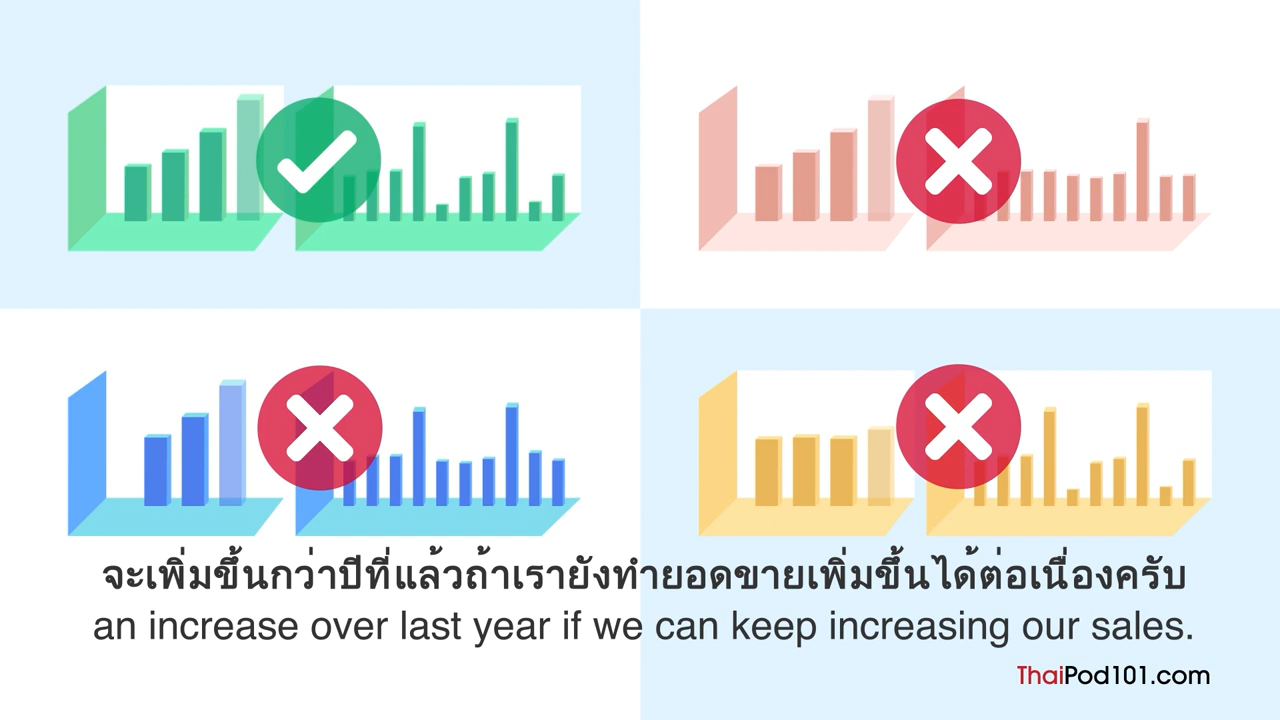 จะเพิ่มขึ้นกว่าปีที่แล้วถ้าเรายังทำยอดขายเพิ่มขึ้นได้ต่อเนื่องครับ
an increase over last year if we can keep increasing our sales.
ThaiPod101.com